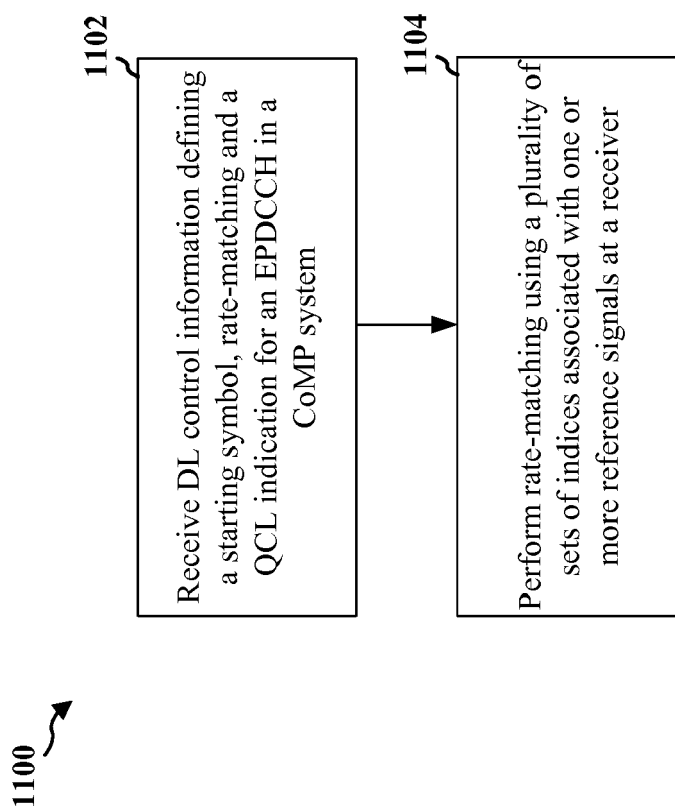 1100
1102
Receive DL control information defining
a starting symbol, rate-matching and a
QCL indication for an EPDCCH in a
CoMP system
1104
Perform rate-matching using a plurality of
sets of indices associated with one or
more reference signals at a receiver